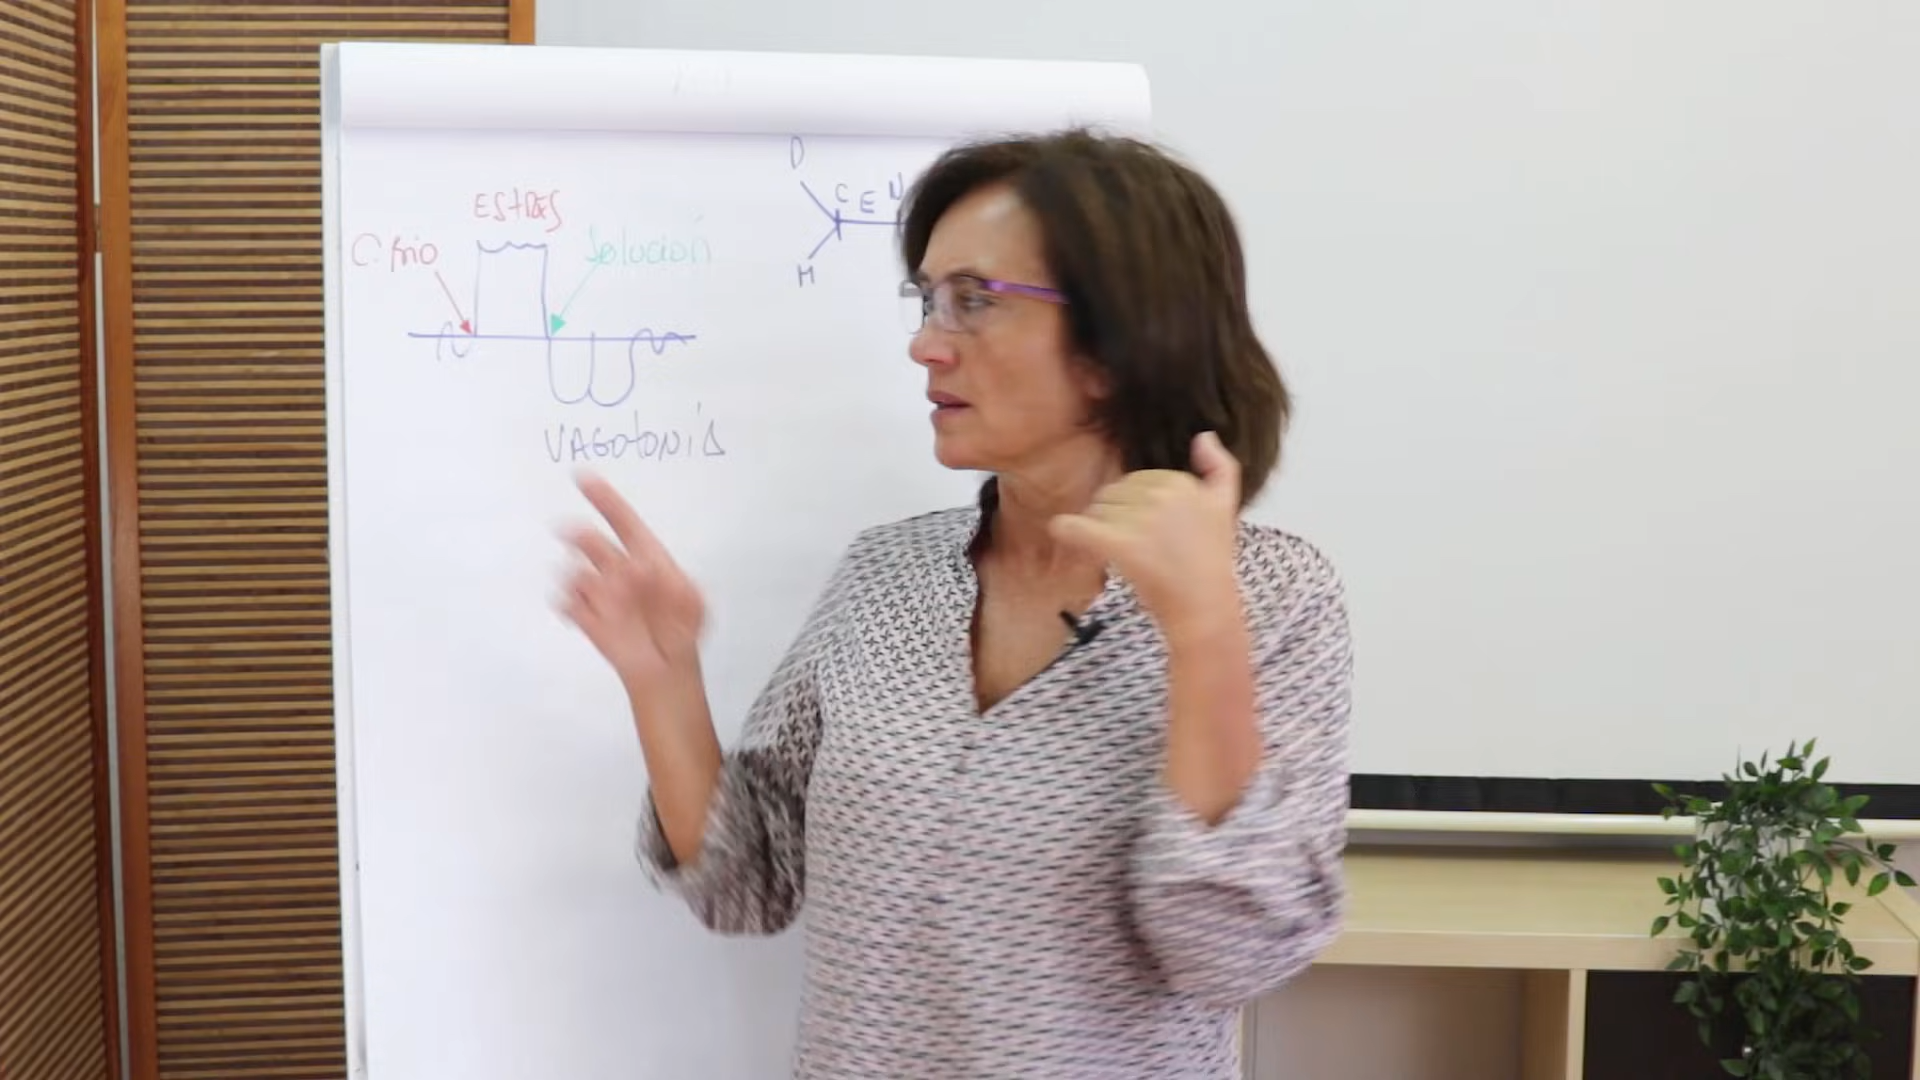 ESTRES
C. frio
Solución
VAGOTONIA
D
C E N
H